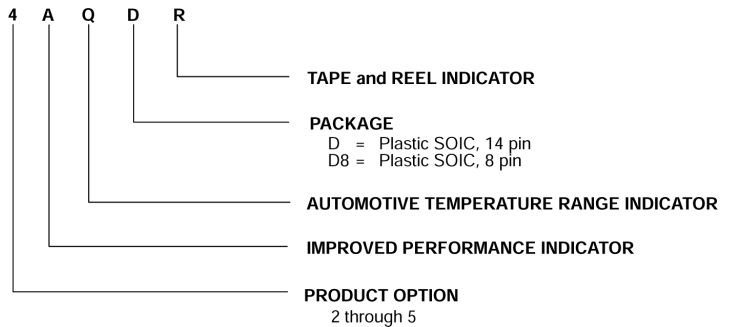 4 A Q D R
TAPE and REEL INDICATOR
PACKAGE
D = Plastic SOIC, 14 pin
D8 = Plastic SOIC, 8 pin
AUTOMOTIVE TEMPERATURE RANGE INDICATOR
IMPROVED PERFORMANCE INDICATOR
PRODUCT OPTION
2 through 5